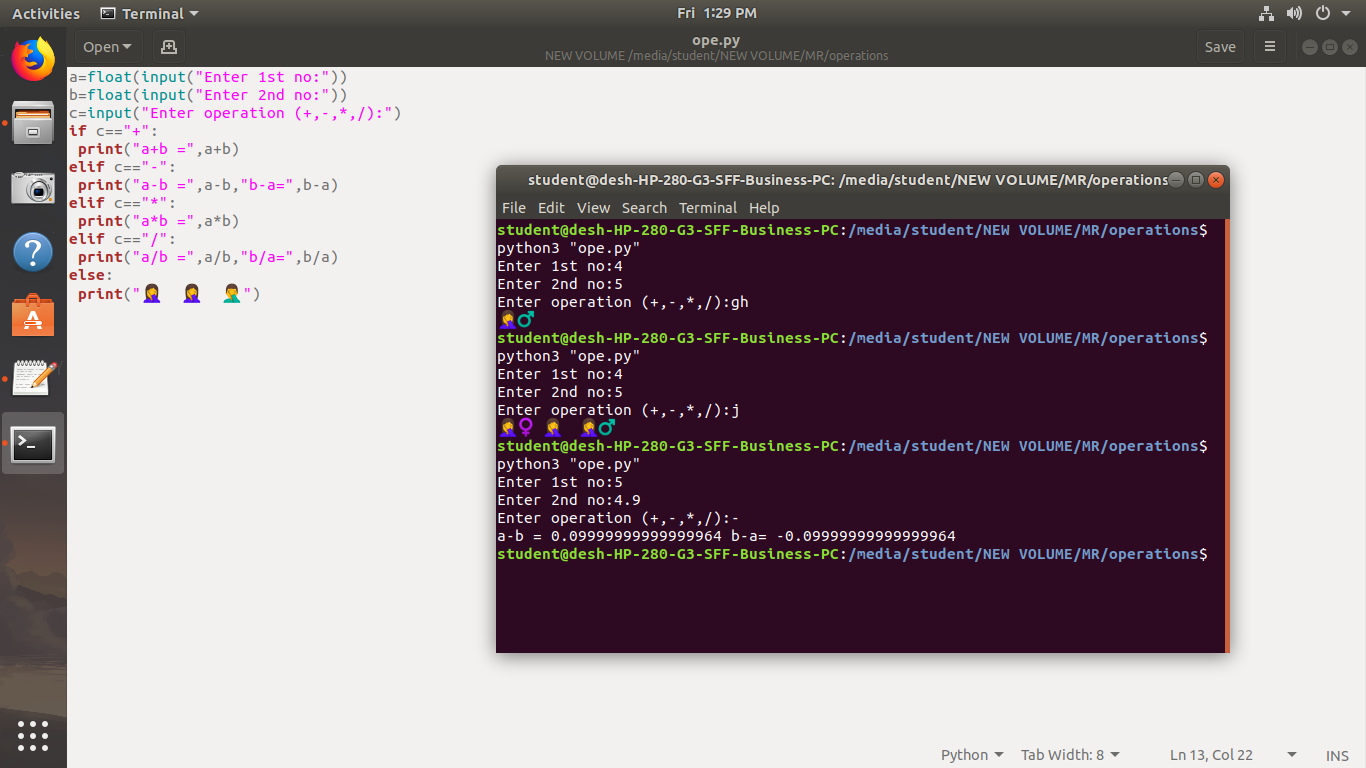 Activities Terminal Fri 1:29 PM
Open ope.py Save
NEW VOLUME /media/student/NEW VOLUME/MR/operations
a=float(input("Enter 1st no:"))
b=float(input("Enter 2nd no:"))
c=input("Enter operation (+,-,*,/):")
if c=="+":
 print("a+b =",a+b)
elif c=="-":
 print("a-b =",a-b,"b-a=",b-a)
elif c=="*":
 print("a*b =",a*b)
elif c=="/":
 print("a/b =",a/b,"b/a=",b/a)
else:
 print("🤦‍♀️ 🤦 🤦‍♂️")
student@desh-HP-280-G3-SFF-Business-PC: /media/student/NEW VOLUME/MR/operations
File Edit View Search Terminal Help
student@desh-HP-280-G3-SFF-Business-PC:/media/student/NEW VOLUME/MR/operations$
python3 "ope.py"
Enter 1st no:4
Enter 2nd no:5
Enter operation (+,-,*,/):gh
🤦♂
student@desh-HP-280-G3-SFF-Business-PC:/media/student/NEW VOLUME/MR/operations$
python3 "ope.py"
Enter 1st no:4
Enter 2nd no:5
Enter operation (+,-,*,/):j
🤦♀ 🤦 🤦♂
student@desh-HP-280-G3-SFF-Business-PC:/media/student/NEW VOLUME/MR/operations$
python3 "ope.py"
Enter 1st no:5
Enter 2nd no:4.9
Enter operation (+,-,*,/):-
a-b = 0.09999999999999964 b-a= -0.09999999999999964
student@desh-HP-280-G3-SFF-Business-PC:/media/student/NEW VOLUME/MR/operations$
Python Tab Width: 8 Ln 13, Col 22 INS